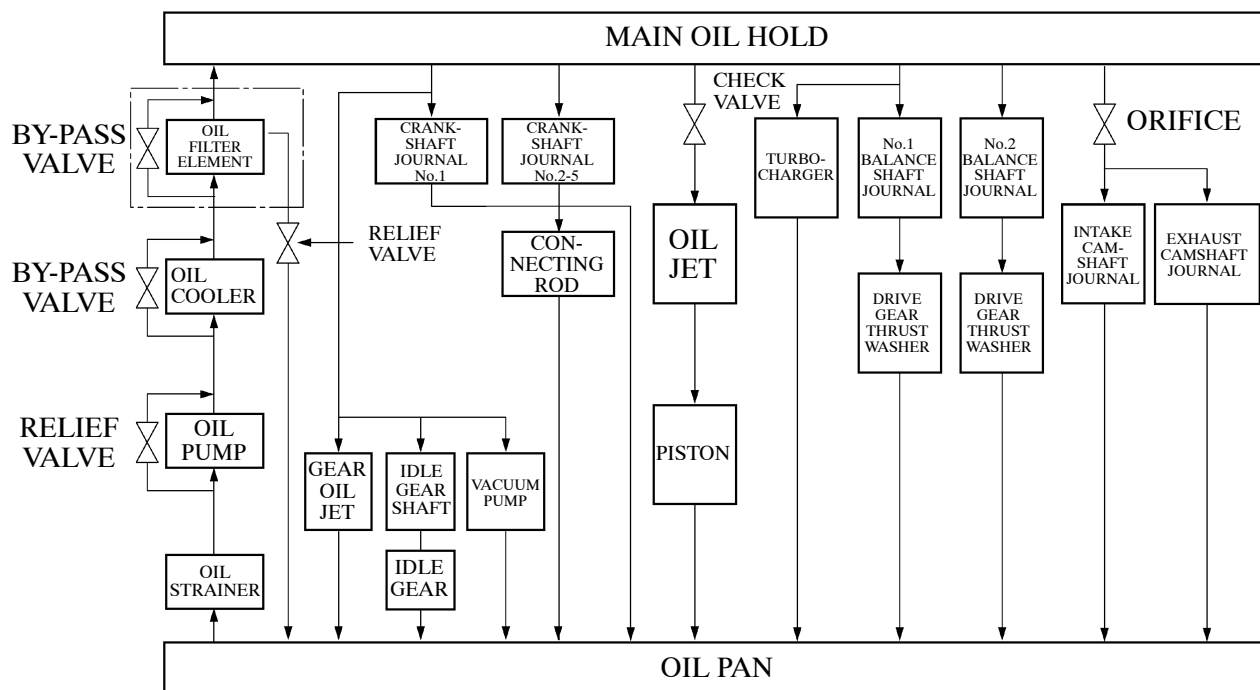 MAIN OIL HOLD
BY-PASS
VALVE
OIL
FILTER
ELEMENT
CRANK-
SHAFT
JOURNAL
No.1
CRANK-
SHAFT
JOURNAL
No.2-5
CHECK
VALVE
TURBO-
CHARGER
No.1
BALANCE
SHAFT
JOURNAL
No.2
BALANCE
SHAFT
JOURNAL
ORIFICE
RELIEF
VALVE
CON-
NECTING
ROD
OIL
JET
INTAKE
CAM-
SHAFT
JOURNAL
EXHAUST
CAMSHAFT
JOURNAL
BY-PASS
VALVE
OIL
COOLER
DRIVE
GEAR
THRUST
WASHER
DRIVE
GEAR
THRUST
WASHER
RELIEF
VALVE
OIL
PUMP
GEAR
OIL
JET
IDLE
GEAR
SHAFT
VACUUM
PUMP
PISTON
OIL
STRAINER
IDLE
GEAR
OIL PAN